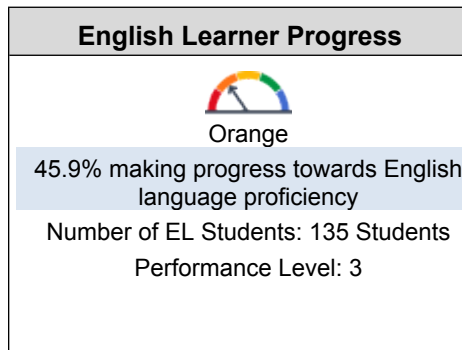 English Learner Progress
Orange
45.9% making progress towards English
language proficiency
Number of EL Students: 135 Students
Performance Level: 3